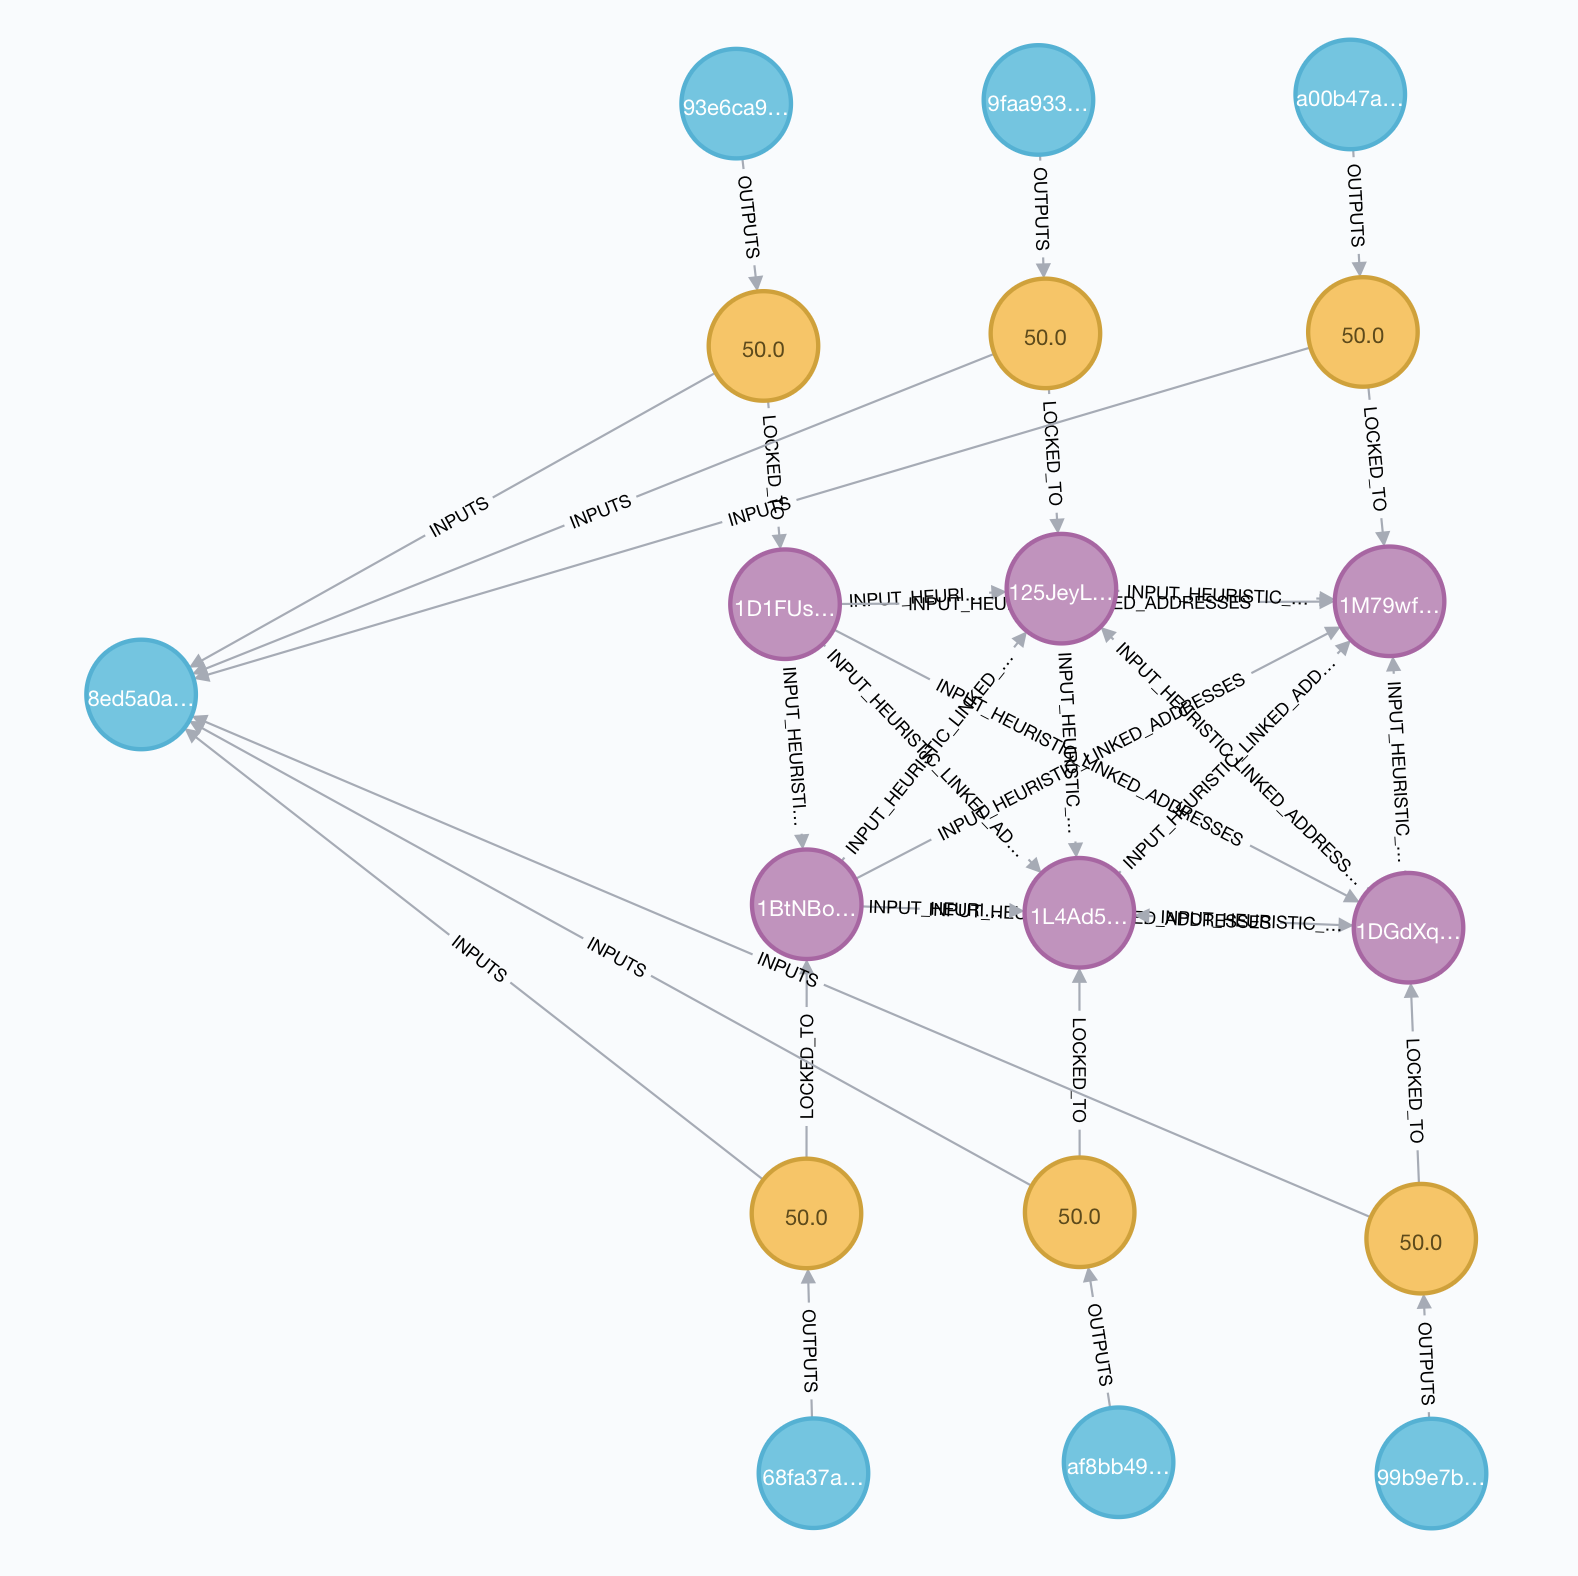 93e6ca9…
9faa933…
a00b47a…
OUTPUTS
OUTPUTS
OUTPUTS
50.0
50.0
50.0
LOCKED_TO
LOCKED_TO
LOCKED_TO
INPUTS
INPUTS
INPUTS
1D1FUs…
125JeyL…
1M79wf…
INPUT_HEURI…
INPUT_HEURISTIC_…
8ed5a0a…
INPUT_HEURISTI…
INPUT_HEURISTIC_LINKED_AD…
INPUT_HEURISTIC_LINKED_ADDRESSES
INPUT_HEURISTIC_LINKED_…
INPUT_HEURISTIC_LINKED_ADDRESSES
INPUT_HEURISTIC_…
INPUT_HEURISTIC_LINKED_ADD…
INPUT_HEURISTIC_LINKED_ADDRESS…
INPUT_HEURISTIC_…
1BtNBo…
1L4Ad5…
1DGdXq…
INPUT_HEURI…
INPUT_HEURISTIC_…
INPUTS
INPUTS
INPUTS
LOCKED_TO
LOCKED_TO
LOCKED_TO
50.0
50.0
50.0
OUTPUTS
OUTPUTS
OUTPUTS
68fa37a…
af8bb49…
99b9e7b…